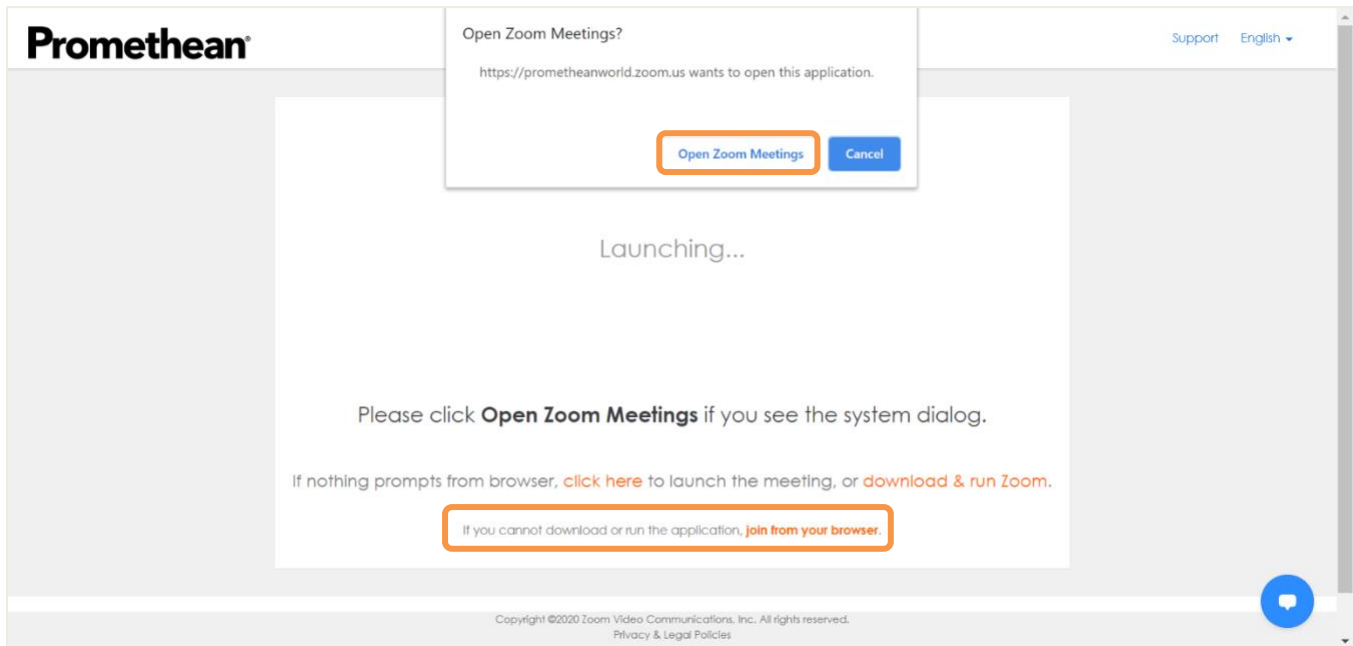 Promethean®
Support English
Open Zoom Meetings?
https://prometheanworld.zoom.us wants to open this application.
Open Zoom Meetings Cancel
Launching...
Please click Open Zoom Meetings if you see the system dialog.
If nothing prompts from browser, click here to launch the meeting, or download & run Zoom.
If you cannot download or run the application, join from your browser.
Copyright ©2020 Zoom Video Communications, Inc. All rights reserved.
Privacy & Legal Policies